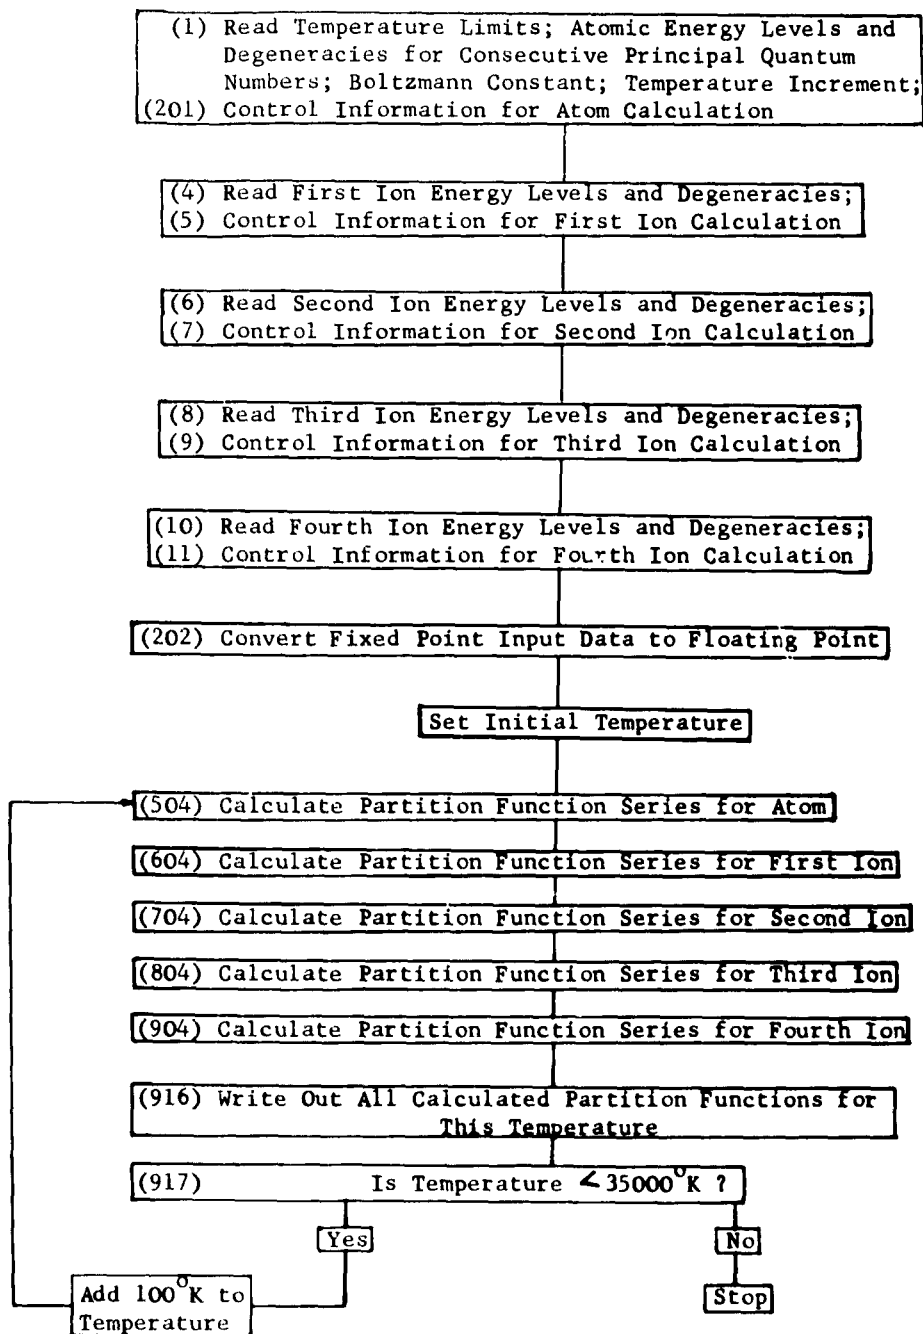 (1) Read Temperature Limits; Atomic Energy Levels and
Degeneracies for Consecutive Principal Quantum
Numbers; Boltzmann Constant; Temperature Increment;
(201) Control Information for Atom Calculation
(4) Read First Ion Energy Levels and Degeneracies;
(5) Control Information for First Ion Calculation
(6) Read Second Ion Energy Levels and Degeneracies;
(7) Control Information for Second Ion Calculation
(8) Read Third Ion Energy Levels and Degeneracies;
(9) Control Information for Third Ion Calculation
(10) Read Fourth Ion Energy Levels and Degeneracies;
(11) Control Information for Fourth Ion Calculation
(202) Convert Fixed Point Input Data to Floating Point
Set Initial Temperature
(504) Calculate Partition Function Series for Atom
(604) Calculate Partition Function Series for First Ion
(704) Calculate Partition Function Series for Second Ion
(804) Calculate Partition Function Series for Third Ion
(904) Calculate Partition Function Series for Fourth Ion
(916) Write Out All Calculated Partition Functions for
This Temperature
(917) Is Temperature < 35000°K ?
Yes
No
Add 100°K to
Temperature
Stop